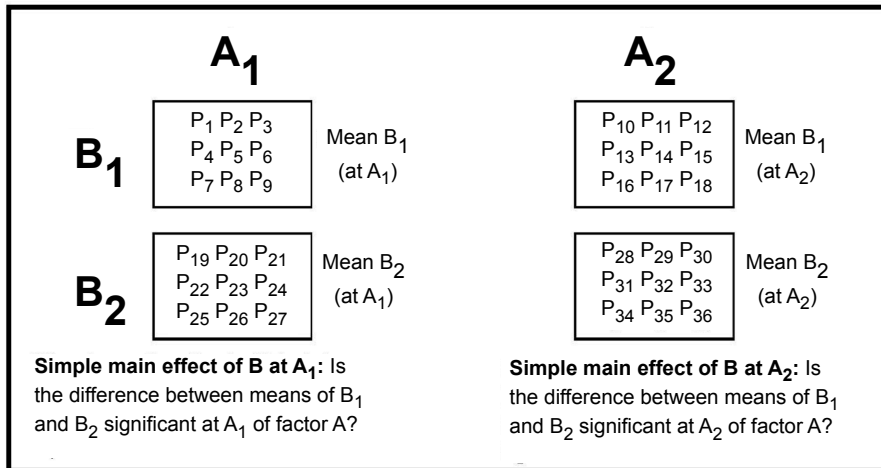 A₁ A₂
B₁
P₁ P₂ P₃
P₄ P₅ P₆
P₇ P₈ P₉
Mean B₁
(at A₁)
P₁₀ P₁₁ P₁₂
P₁₃ P₁₄ P₁₅
P₁₆ P₁₇ P₁₈
Mean B₁
(at A₂)
B₂
P₁₉ P₂₀ P₂₁
P₂₂ P₂₃ P₂₄
P₂₅ P₂₆ P₂₇
Mean B₂
(at A₁)
P₂₈ P₂₉ P₃₀
P₃₁ P₃₂ P₃₃
P₃₄ P₃₅ P₃₆
Mean B₂
(at A₂)
Simple main effect of B at A₁: Is
the difference between means of B₁
and B₂ significant at A₁ of factor A?
Simple main effect of B at A₂: Is
the difference between means of B₁
and B₂ significant at A₂ of factor A?